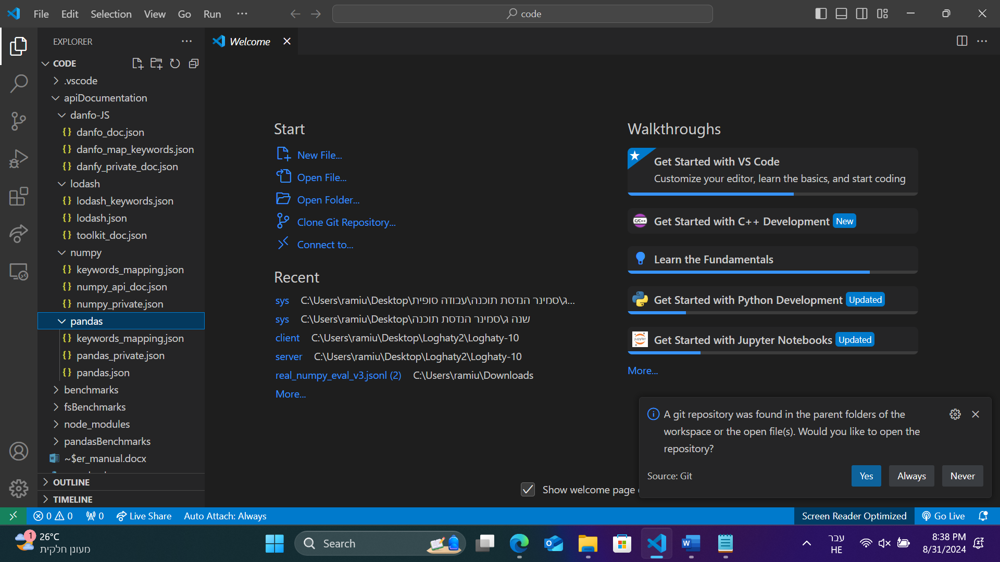 File Edit Selection View Go Run ···
code
EXPLORER
Welcome
CODE
.vscode
apiDocumentation
danfo-JS
{} danfo_doc.json
{} danfo_map_keywords.json
{} danfy_private_doc.json
lodash
{} lodash_keywords.json
{} lodash.json
{} toolkit_doc.json
numpy
{} keywords_mapping.json
{} numpy_api_doc.json
{} numpy_private.json
pandas
{} keywords_mapping.json
{} pandas_private.json
{} pandas.json
benchmarks
fsBenchmarks
node_modules
pandasBenchmarks
~$er_manual.docx
OUTLINE
TIMELINE
Start
New File...
Open File...
Open Folder...
Clone Git Repository...
Connect to...
Recent
sys C:\Users\ramiu\Desktop\ג\סמינר הנדסת תוכנה\עבודה סופית...
sys C:\Users\ramiu\Desktop\שנה ג\סמינר הנדסת תוכנה
client C:\Users\ramiu\Desktop\Loghaty2\Loghaty-10
server C:\Users\ramiu\Desktop\Loghaty2\Loghaty-10
real_numpy_eval_v3.jsonl (2) C:\Users\ramiu\Downloads
More...
Walkthroughs
Get Started with VS Code
Customize your editor, learn the basics, and start coding
C/C++ Get Started with C++ Development New
Learn the Fundamentals
Get Started with Python Development Updated
jupyter Get Started with Jupyter Notebooks Updated
More...
Show welcome page
A git repository was found in the parent folders of the
workspace or the open file(s). Would you like to open the
repository?
Source: Git
Yes Always Never
0 0 0 Live Share Auto Attach: Always Screen Reader Optimized Go Live
1 26°C
מעונן חלקית
Search
עבר
HE
8:38 PM
8/31/2024